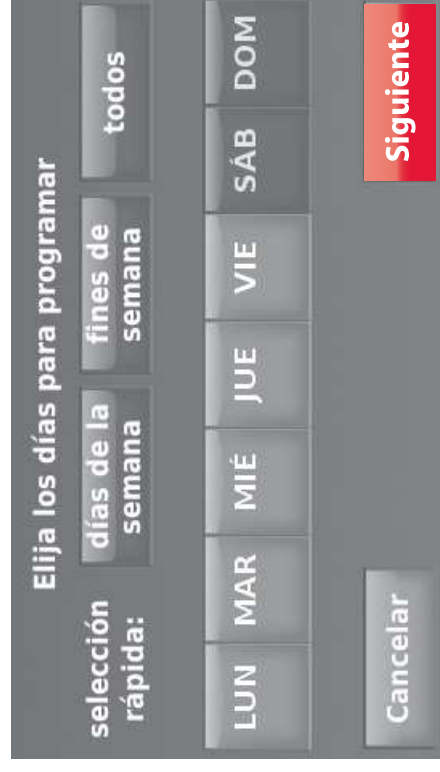 Elija los días para programar
selección
rápida:
días de la
semana
fines de
semana
todos
LUN MAR MIÉ JUE VIE SÁB DOM
Cancelar Siguiente